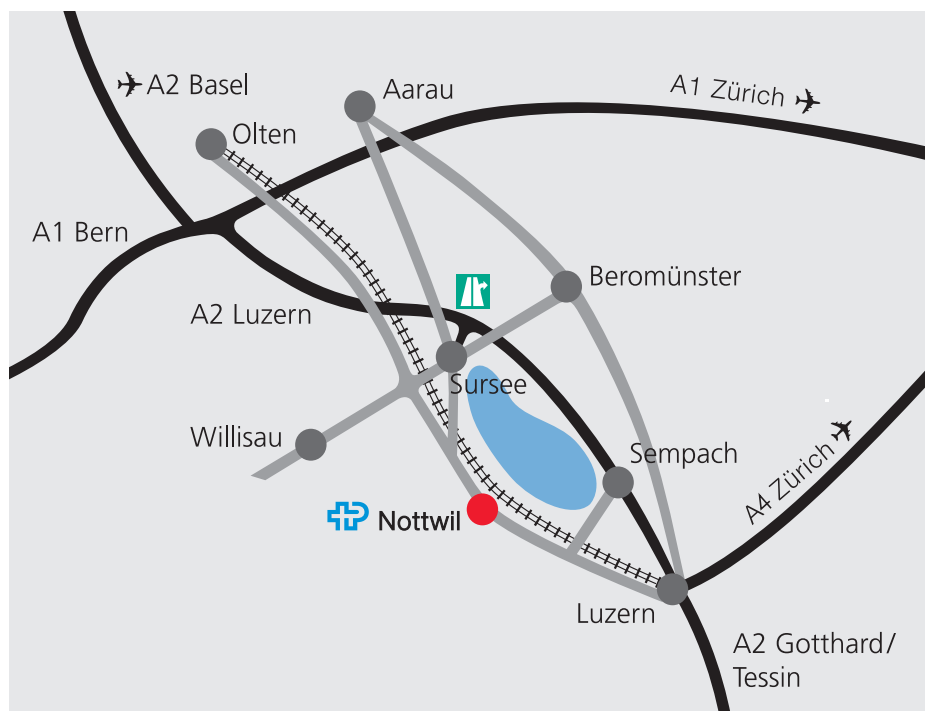 A2 Basel
Aarau
A1 Zürich
Olten
A1 Bern
Beromünster
A2 Luzern
Sursee
Willisau
Sempach
A4 Zürich
Nottwil
Luzern
A2 Gotthard/
Tessin